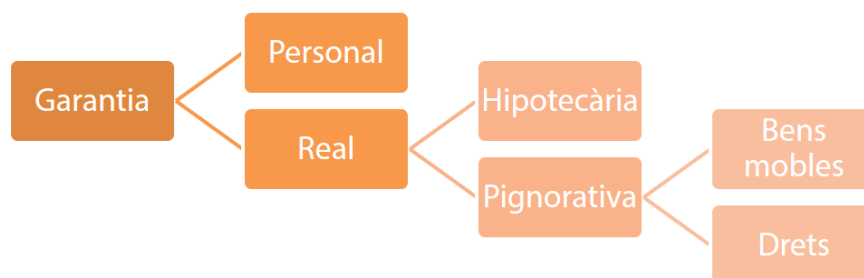 Garantia
Personal
Real
Hipotecària
Pignorativa
Bens
mobles
Drets